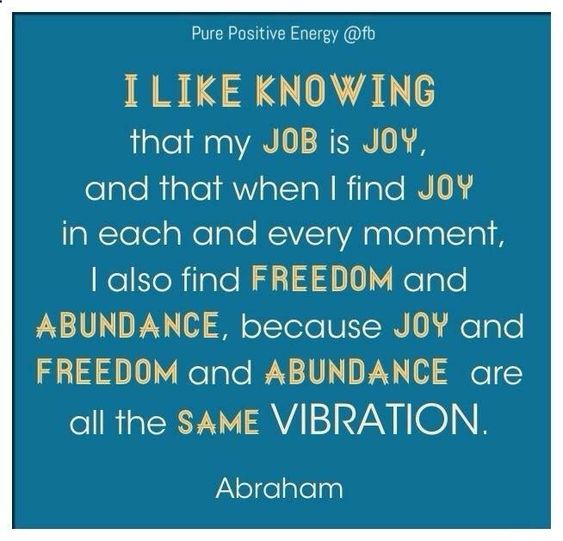 Pure Positive Energy @fb
I LIKE KNOWING
that my JOB is JOY,
and that when I find JOY
in each and every moment,
I also find FREEDOM and
ABUNDANCE, because JOY and
FREEDOM and ABUNDANCE are
all the SAME VIBRATION.
Abraham